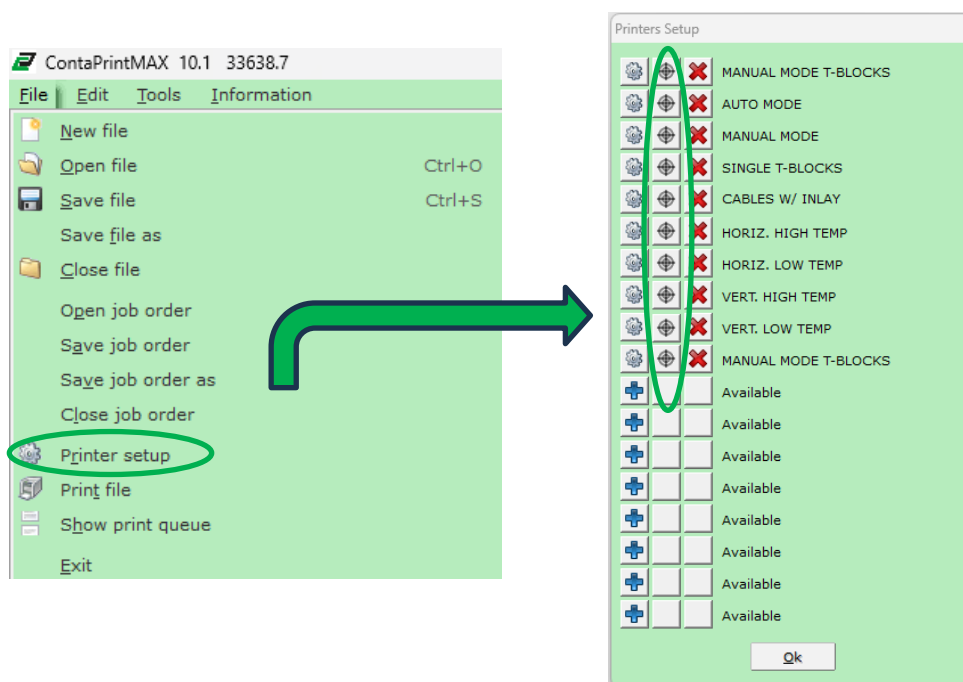 ContaPrintMAX 10.1 33638.7
File Edit Tools Information
New file
Open file Ctrl+O
Save file Ctrl+S
Save file as
Close file
Open job order
Save job order
Save job order as
Close job order
Printer setup
Print file
Show print queue
Exit
Printers Setup
MANUAL MODE T-BLOCKS
AUTO MODE
MANUAL MODE
SINGLE T-BLOCKS
CABLES W/ INLAY
HORIZ. HIGH TEMP
HORIZ. LOW TEMP
VERT. HIGH TEMP
VERT. LOW TEMP
MANUAL MODE T-BLOCKS
Available
Available
Available
Available
Available
Available
Available
Available
Ok